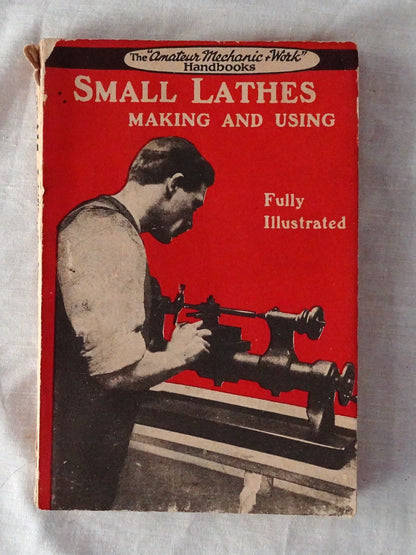 The "Amateur Mechanic & Work"
Handbooks
SMALL LATHES
MAKING AND USING
Fully
Illustrated